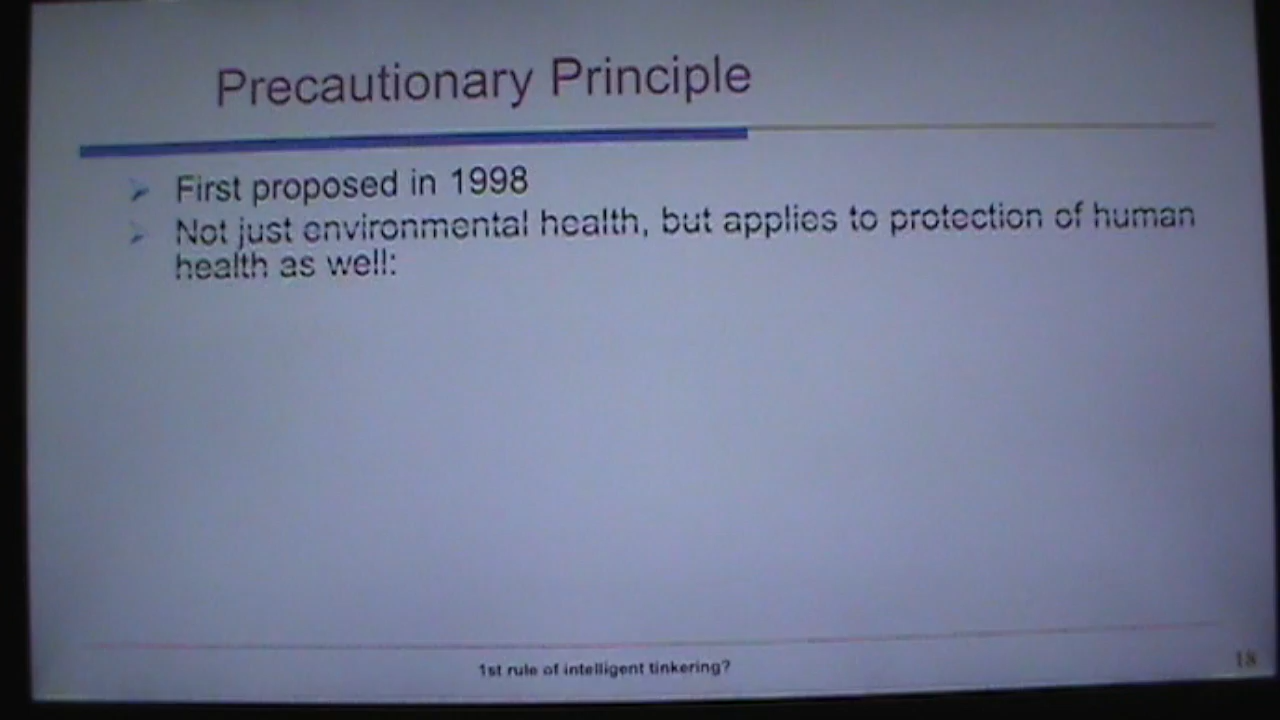 Precautionary Principle
First proposed in 1998
Not just environmental health, but applies to protection of human
health as well:
1st rule of intelligent tinkering?
18